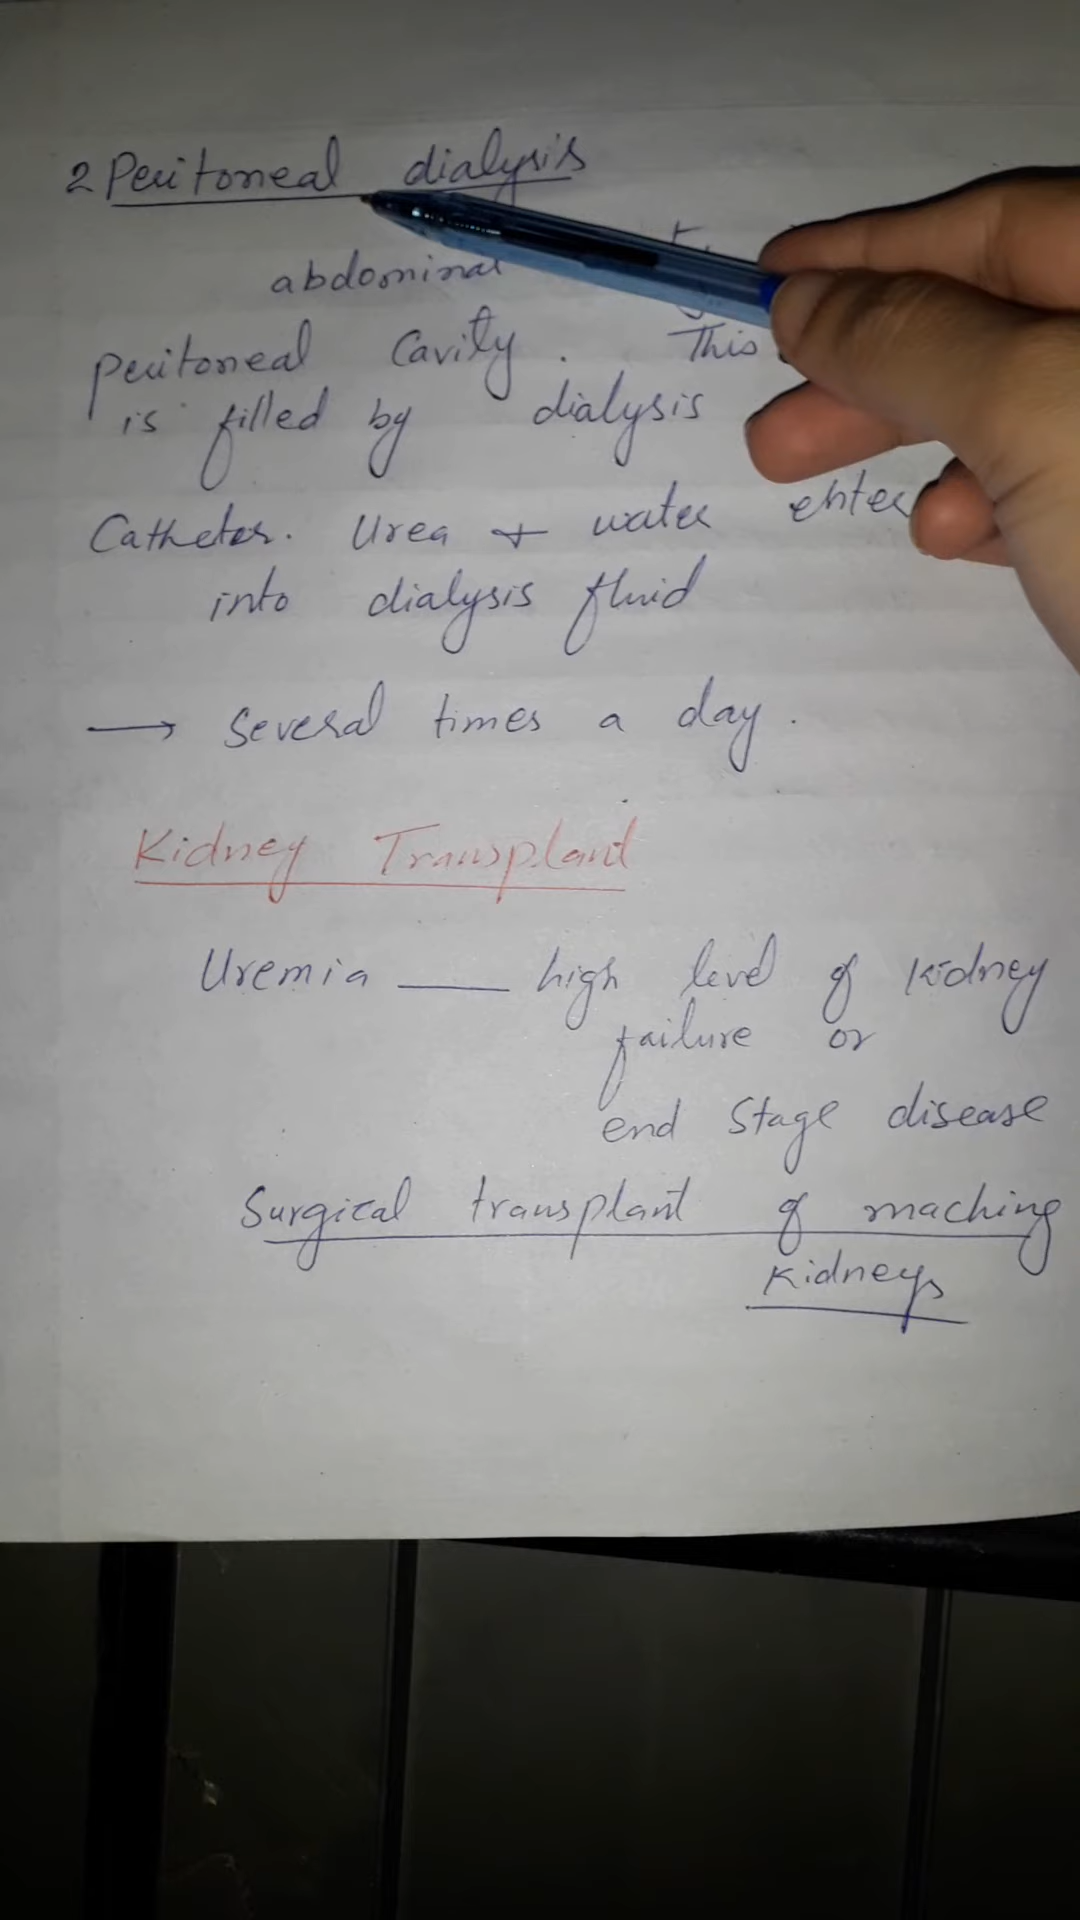 2 Peritoneal dialysis
abdominal
peritoneal Cavity. This
is filled by dialysis
Catheter. Urea + water enter
into dialysis fluid
→ Several times a day.
Kidney Transplant
Uremia — high level of kidney
failure or
end stage disease
Surgical transplant of maching
Kidneys